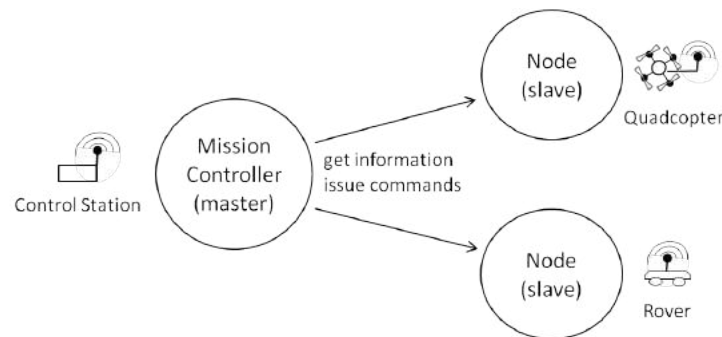 Control Station
Mission
Controller
(master)
get information
issue commands
Node
(slave)
Quadcopter
Node
(slave)
Rover